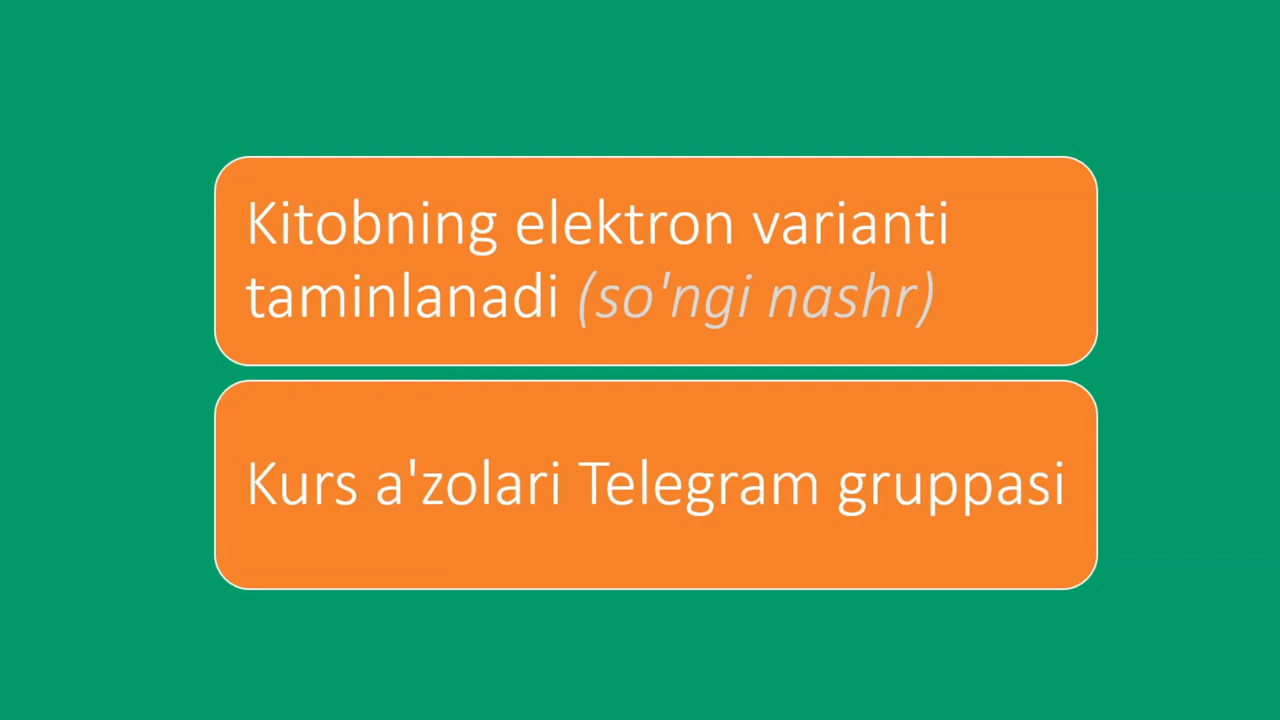 Kitobning elektron varianti
taminlanadi (so'ngi nashr)
Kurs a'zolari Telegram gruppasi